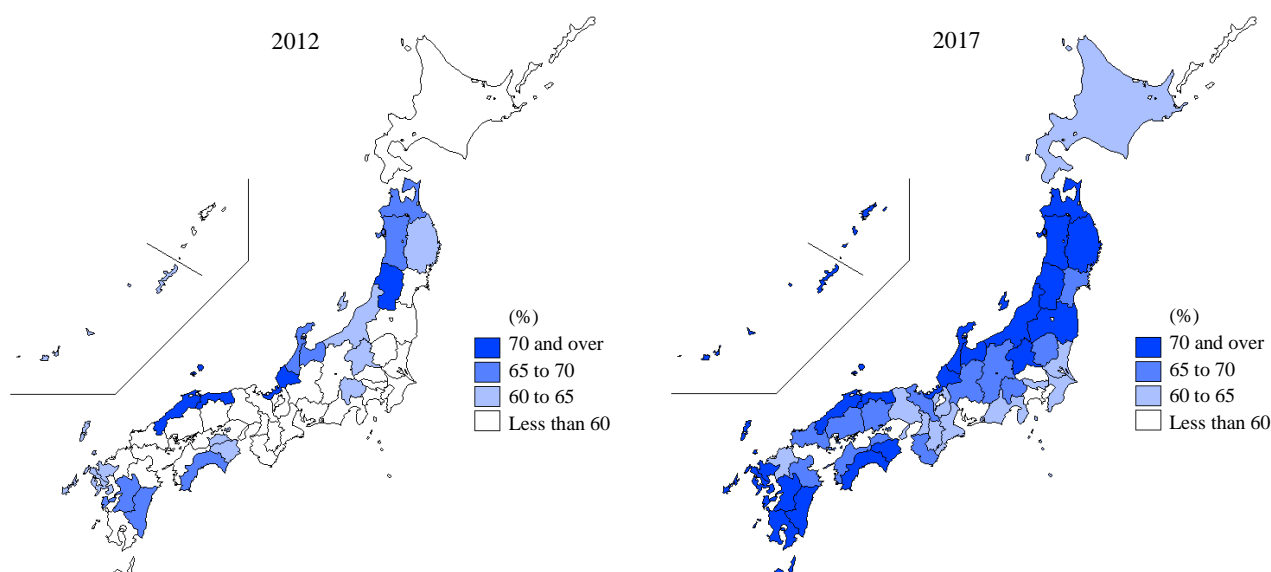 2012
(%)
70 and over
65 to 70
60 to 65
Less than 60
2017
(%)
70 and over
65 to 70
60 to 65
Less than 60